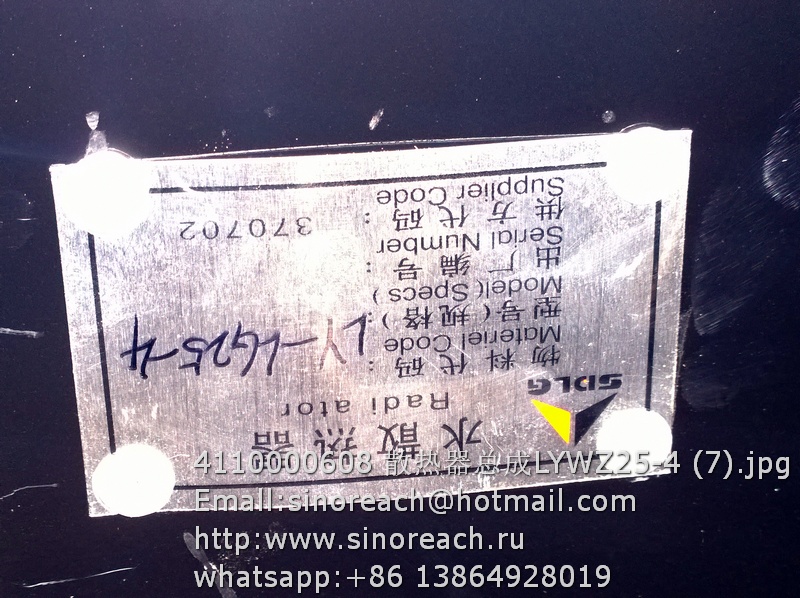 SDLG
水散热器
Radi ator
物料代码:
Materiel Code
LY-LG25-4
型号(规格):
Model(Specs)
出厂编号:
Serial Number
供方代码: 370702
Supplier Code
4110000608 散热器总成LYWZ25-4 (7).jpg
Email:sinoreach@hotmail.com
http:www.sinoreach.ru
whatsapp:+86 13864928019